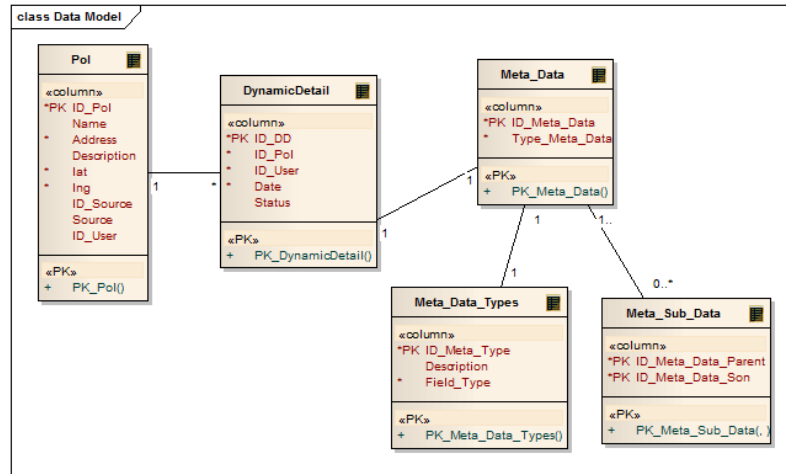 class Data Model
PoI
«column»
*PK ID_PoI
Name
* Address
Description
* lat
* lng
ID_Source
Source
ID_User
«PK»
+ PK_PoI()
1
*
DynamicDetail
«column»
*PK ID_DD
* ID_PoI
* ID_User
* Date
Status
«PK»
+ PK_DynamicDetail()
1
1
Meta_Data
«column»
*PK ID_Meta_Data
* Type_Meta_Data
«PK»
+ PK_Meta_Data()
1
1
1..
0..*
Meta_Data_Types
«column»
*PK ID_Meta_Type
Description
* Field_Type
«PK»
+ PK_Meta_Data_Types()
Meta_Sub_Data
«column»
*PK ID_Meta_Data_Parent
*PK ID_Meta_Data_Son
«PK»
+ PK_Meta_Sub_Data(, )